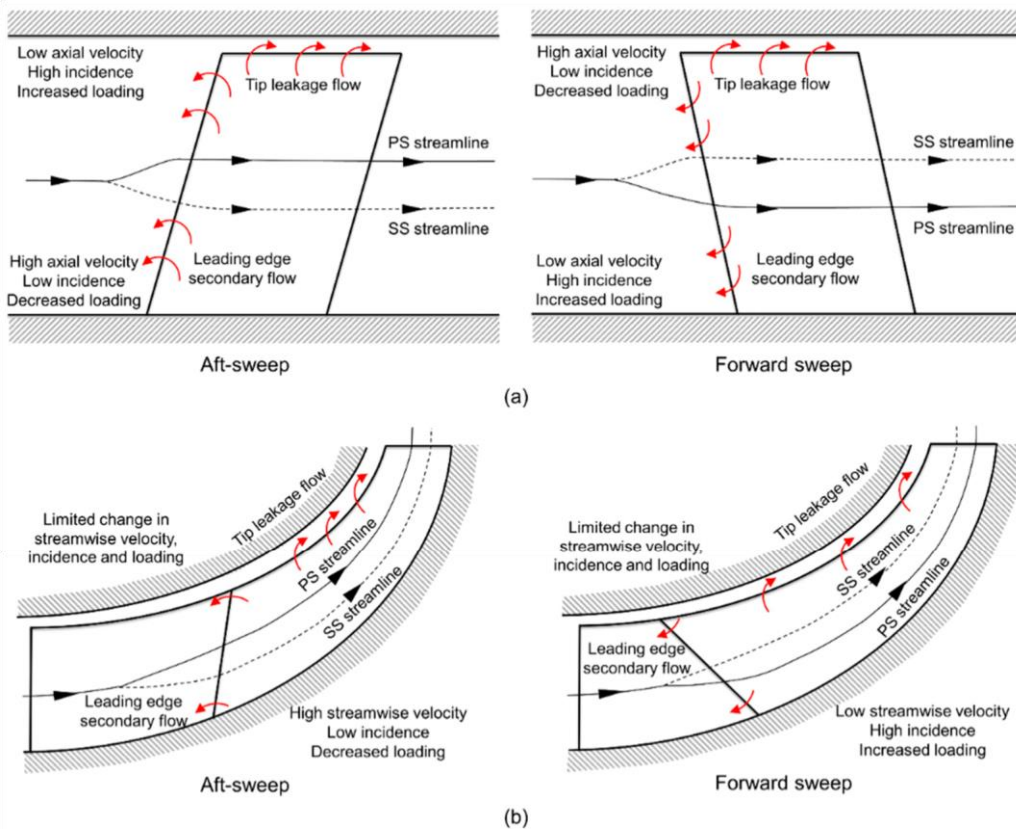 Low axial velocity
High incidence
Increased loading
Tip leakage flow
PS streamline
SS streamline
High axial velocity
Low incidence
Decreased loading
Leading edge
secondary flow
Aft-sweep
High axial velocity
Low incidence
Decreased loading
Tip leakage flow
SS streamline
PS streamline
Low axial velocity
High incidence
Increased loading
Leading edge
secondary flow
Forward sweep
(a)
Limited change in
streamwise velocity,
incidence and loading
Tip leakage flow
PS streamline
SS streamline
Leading edge
secondary flow
High streamwise velocity
Low incidence
Decreased loading
Aft-sweep
Limited change in
streamwise velocity,
incidence and loading
Tip leakage flow
SS streamline
PS streamline
Leading edge
secondary flow
Low streamwise velocity
High incidence
Increased loading
Forward sweep
(b)